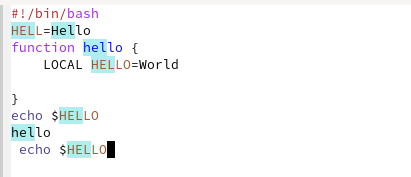 #!/bin/bash
HELL=Hello
function hello {
    LOCAL HELLO=World

}
echo $HELLO
hello
 echo $HELLO